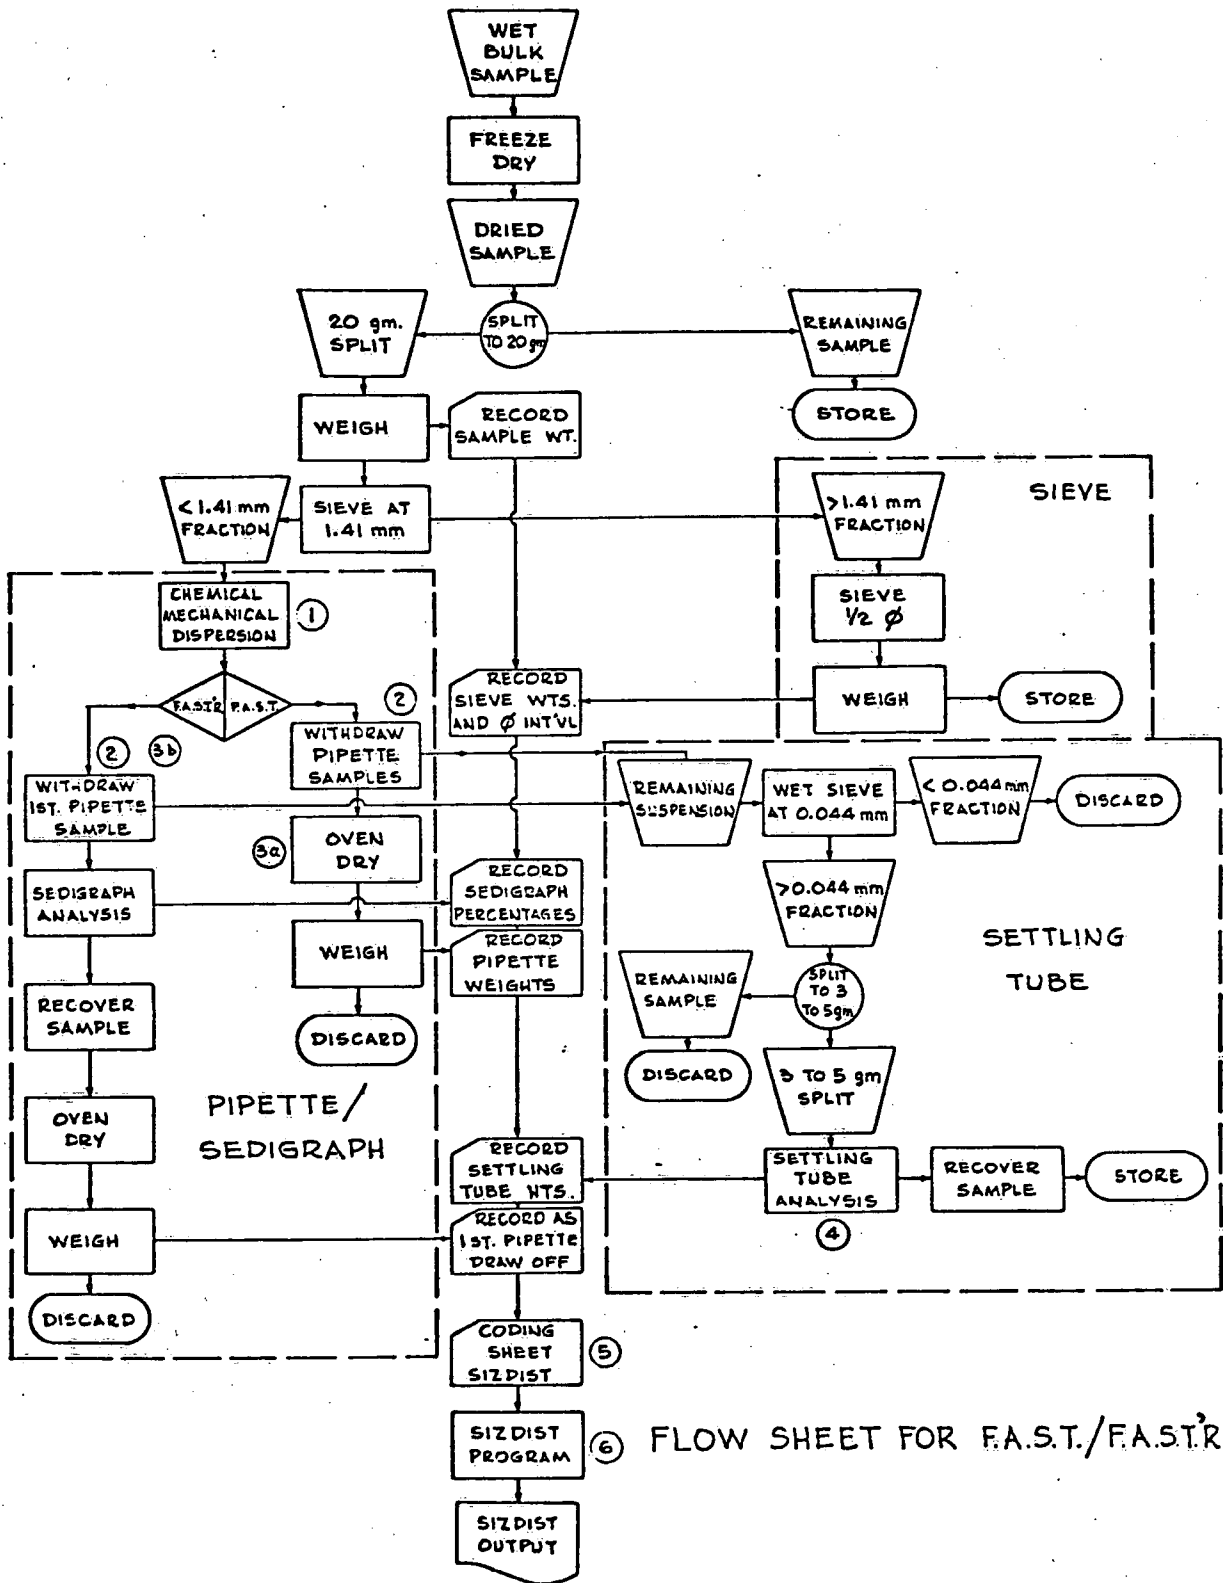 WET
BULK
SAMPLE
FREEZE
DRY
DRIED
SAMPLE
20 gm.
SPLIT
SPLIT
TO 20 gm
REMAINING
SAMPLE
STORE
WEIGH
RECORD
SAMPLE WT.
< 1.41 mm
FRACTION
SIEVE AT
1.41 mm
>1.41 mm
FRACTION
SIEVE
CHEMICAL
MECHANICAL
DISPERSION
1
SIEVE
1/2 ø
F.A.S.T'R
F.A.S.T.
2
RECORD
SIEVE WTS.
AND ø INT'VL
WEIGH
STORE
2
3b
WITHDRAW
PIPETTE
SAMPLES
WITHDRAW
1ST. PIPETTE
SAMPLE
REMAINING
SUSPENSION
WET SIEVE
AT 0.044 mm
< 0.044 mm
FRACTION
DISCARD
3a
OVEN
DRY
SEDIGRAPH
ANALYSIS
RECORD
SEDIGRAPH
PERCENTAGES
>0.044 mm
FRACTION
WEIGH
RECORD
PIPETTE
WEIGHTS
SETTLING
TUBE
REMAINING
SAMPLE
SPLIT
TO 3
TO 5gm
RECOVER
SAMPLE
DISCARD
DISCARD
3 TO 5 gm
SPLIT
OVEN
DRY
PIPETTE/
SEDIGRAPH
RECORD
SETTLING
TUBE WTS.
SETTLING
TUBE
ANALYSIS
RECOVER
SAMPLE
STORE
4
WEIGH
RECORD AS
1ST. PIPETTE
DRAW OFF
DISCARD
CODING
SHEET
SIZDIST
5
SIZDIST
PROGRAM
6
FLOW SHEET FOR F.A.S.T./F.A.S.T.'R
SIZDIST
OUTPUT